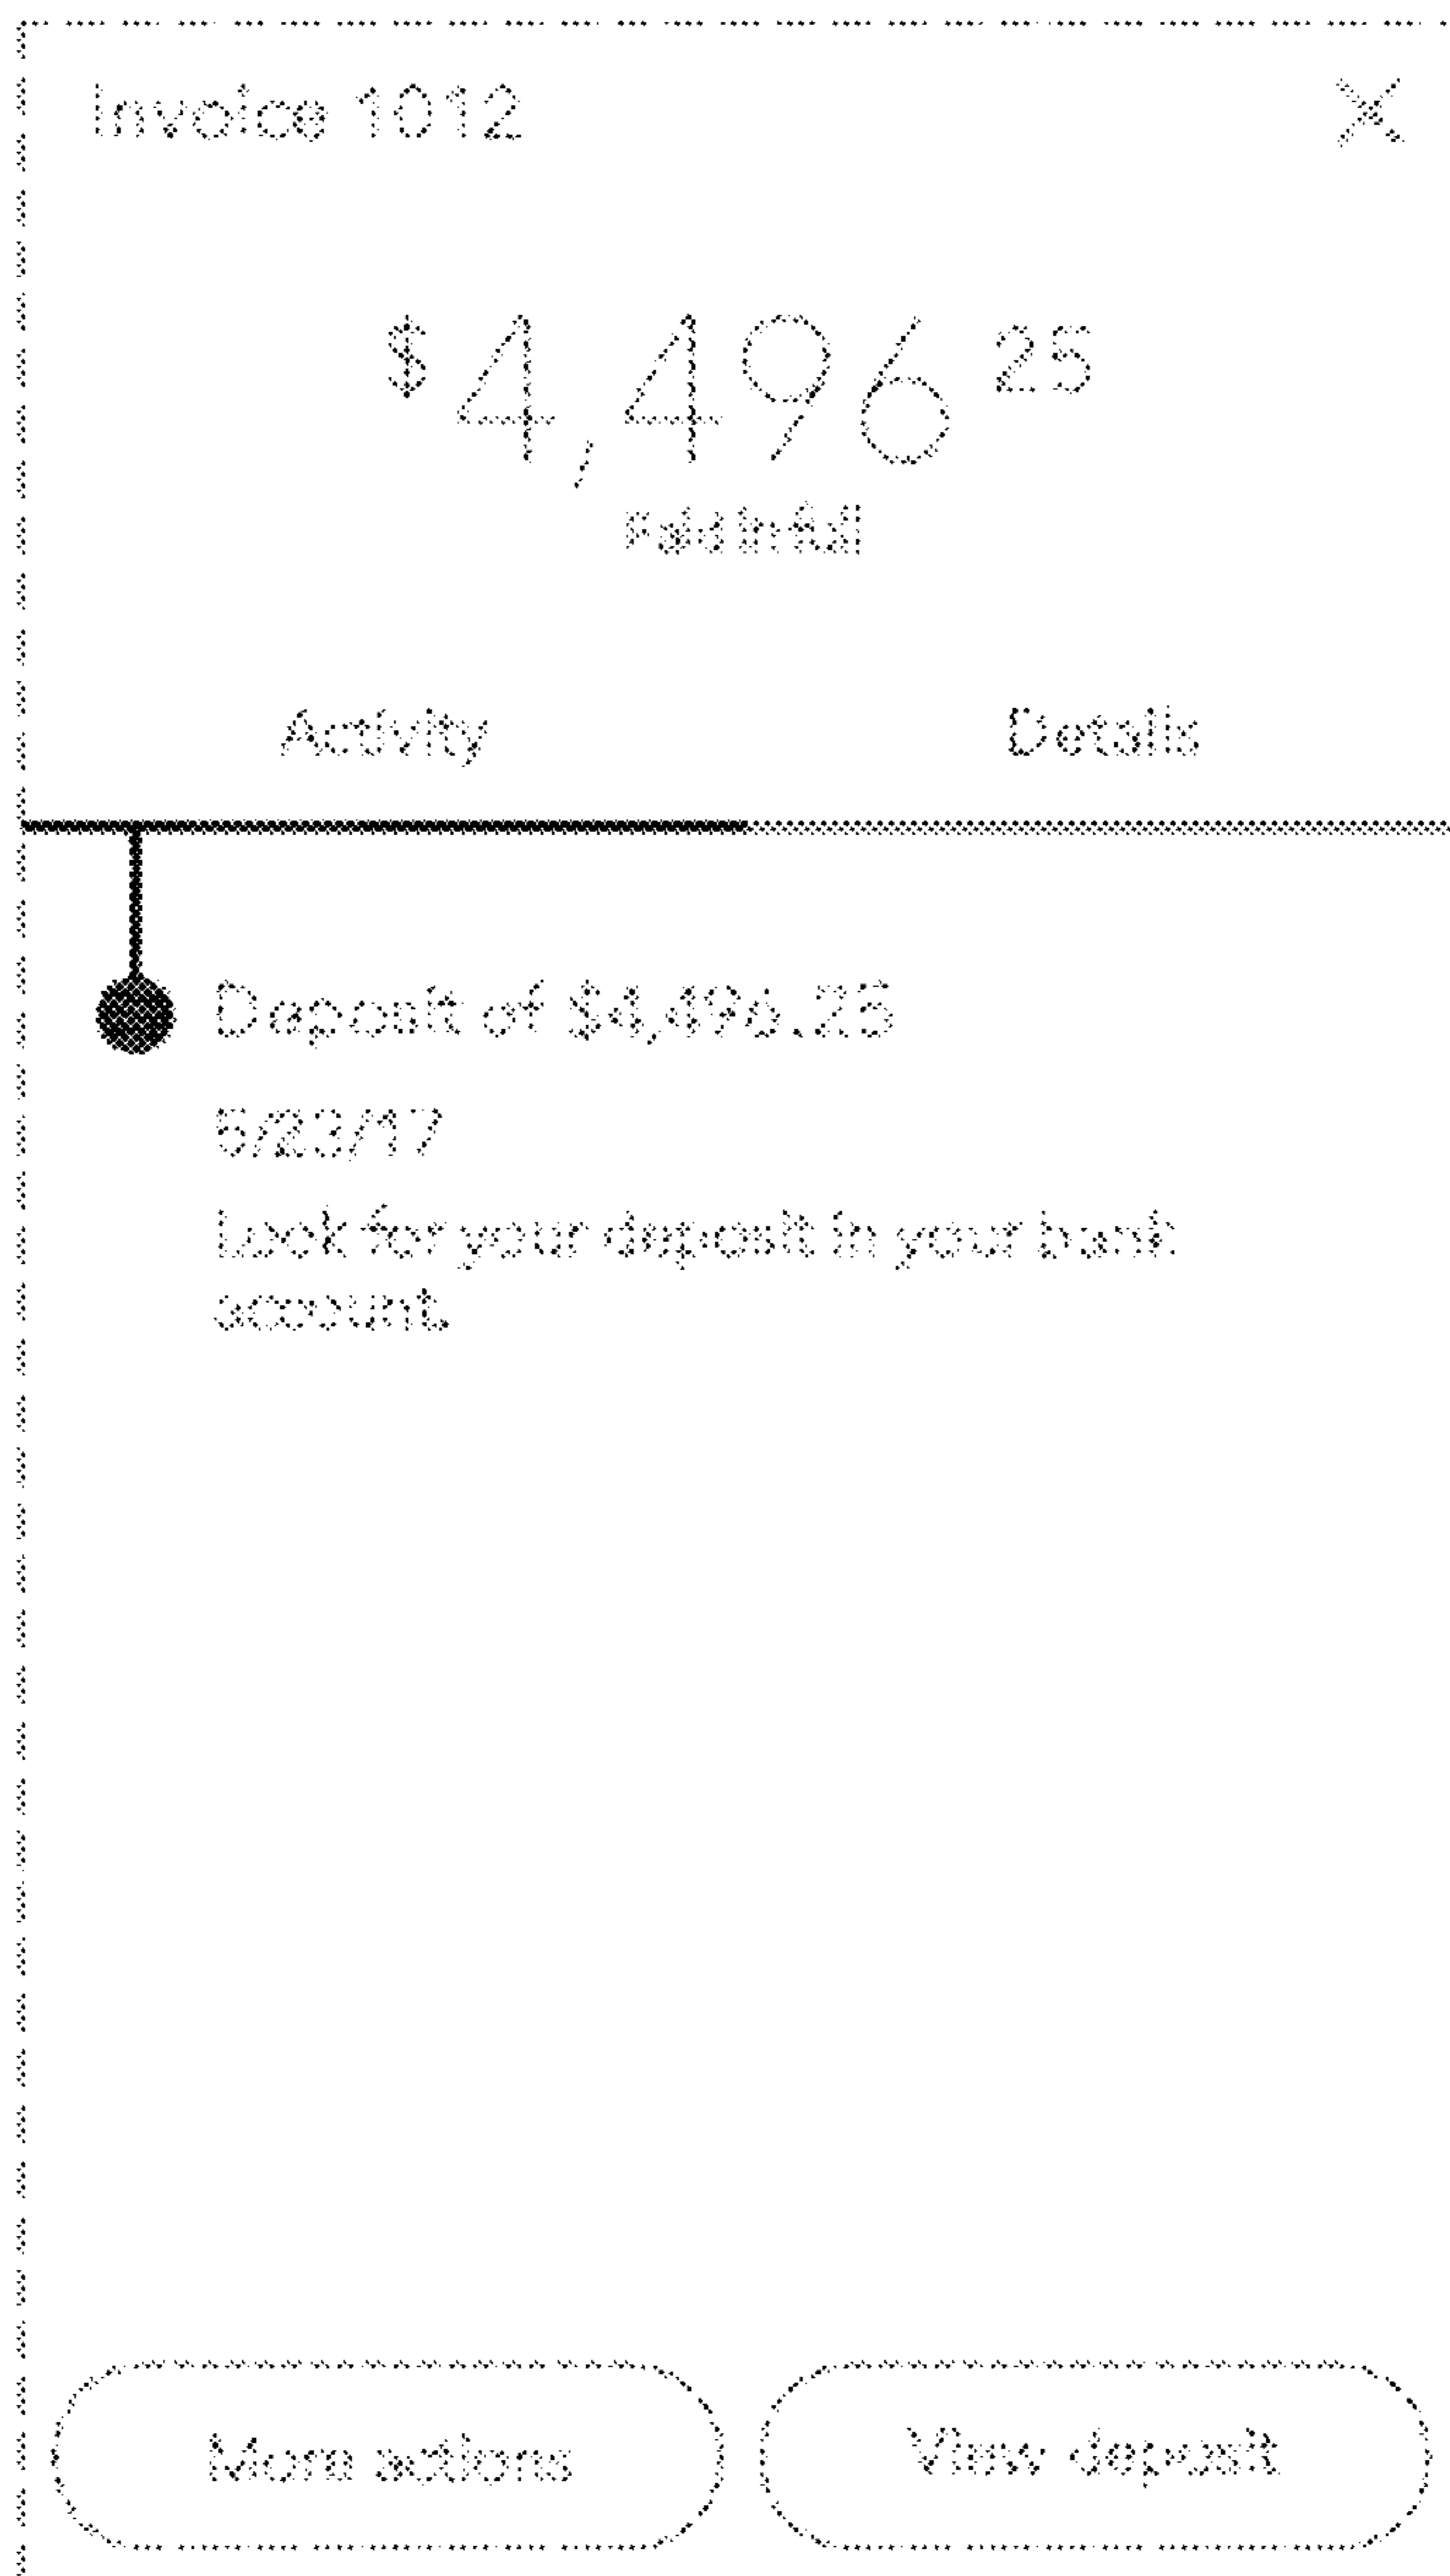 Invoice 1012
$4,496 25
Paid in full
Activity Details
Deposit of $4,496.25
5/23/17
Look for your deposit in your bank
account.
More actions View deposit